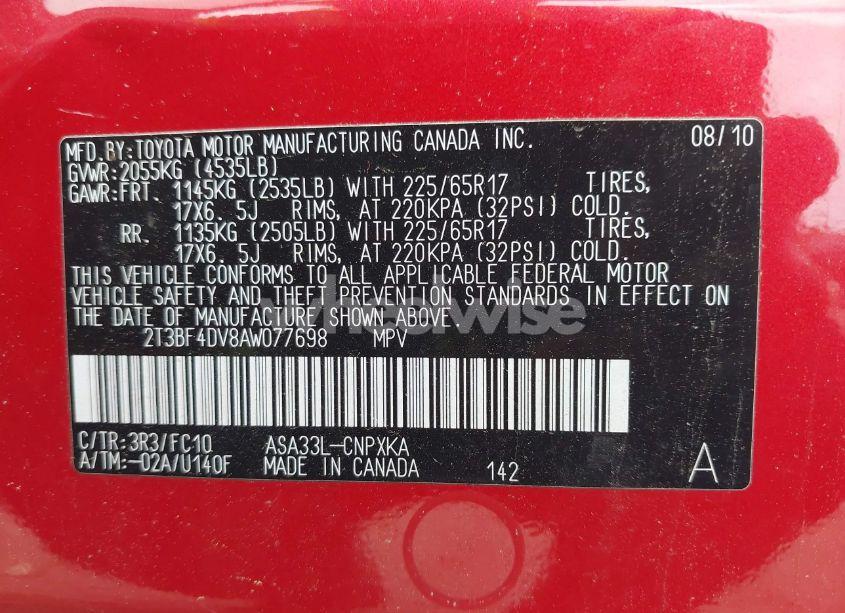 MFD.BY:TOYOTA MOTOR MANUFACTURING CANADA INC. 08/10
GVWR:2055KG (4535LB)
GAWR:FRT. 1145KG (2535LB) WITH 225/65R17 TIRES,
17X6. 5J RIMS, AT 220KPA (32PSI) COLD.
RR. 1135KG (2505LB) WITH 225/65R17 TIRES,
17X6. 5J RIMS, AT 220KPA (32PSI) COLD.
THIS VEHICLE CONFORMS TO ALL APPLICABLE FEDERAL MOTOR
VEHICLE SAFETY AND THEFT PREVENTION STANDARDS IN EFFECT ON
THE DATE OF MANUFACTURE SHOWN ABOVE.
2T3BF4DV8AW077698 MPV
C/TR:3R3/FC10 ASA33L-CNPXKA
A/TM:-02A/U140F MADE IN CANADA 142 A